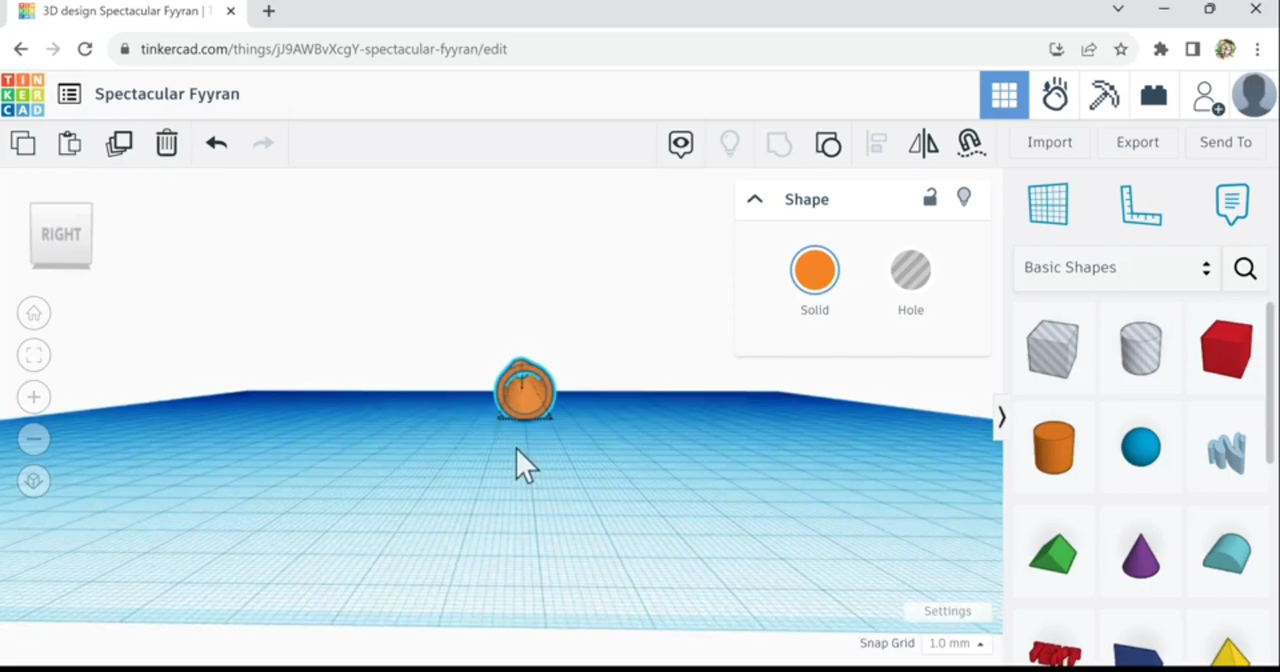 3D design Spectacular Fyyran | T
tinkercad.com/things/jJ9AWBvXcgY-spectacular-fyyran/edit
TIN
KER
CAD
Spectacular Fyyran
Import
Export
Send To
Shape
RIGHT
Solid
Hole
Basic Shapes
Settings
Snap Grid 1.0 mm
TEXT